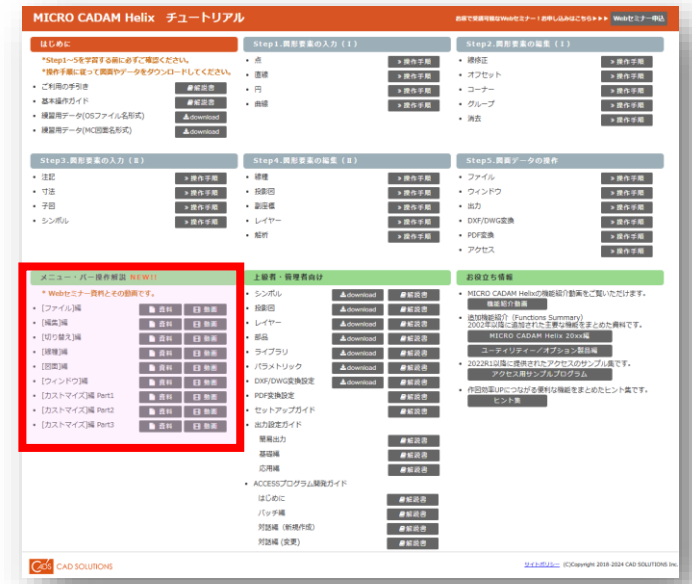 MICRO CADAM Helix チュートリアル
お席で受講可能なWebセミナー！お申し込みはこちら▶▶▶ Webセミナー申込
はじめに
*Step1～5を学習する前に必ずご確認ください。
*操作手順に従って図面やデータをダウンロードしてください。
• ご利用の手引き 解説書
• 基本操作ガイド 解説書
• 練習用データ(OSファイル名形式) download
• 練習用データ(MC図面名形式) download
Step1.図形要素の入力（Ⅰ）
• 点 » 操作手順
• 直線 » 操作手順
• 円 » 操作手順
• 曲線 » 操作手順
Step2.図形要素の編集（Ⅰ）
• 線修正 » 操作手順
• オフセット » 操作手順
• コーナー » 操作手順
• グループ » 操作手順
• 消去 » 操作手順
Step3.図形要素の入力（Ⅱ）
• 注記 » 操作手順
• 寸法 » 操作手順
• 子図 » 操作手順
• シンボル » 操作手順
Step4.図形要素の編集（Ⅱ）
• 線種 » 操作手順
• 投影図 » 操作手順
• 副座標 » 操作手順
• レイヤー » 操作手順
• 解析 » 操作手順
Step5.図面データの操作
• ファイル » 操作手順
• ウィンドウ » 操作手順
• 出力 » 操作手順
• DXF/DWG変換 » 操作手順
• PDF変換 » 操作手順
• アクセス » 操作手順
メニュー・バー操作解説 NEW!!
* Webセミナー資料とその動画です。
• [ファイル]編 資料 動画
• [編集]編 資料 動画
• [切り替え]編 資料 動画
• [線種]編 資料 動画
• [図面]編 資料 動画
• [ウィンドウ]編 資料 動画
• [カストマイズ]編 Part1 資料 動画
• [カストマイズ]編 Part2 資料 動画
• [カストマイズ]編 Part3 資料 動画
上級者・管理者向け
• シンボル download 解説書
• 投影図 download 解説書
• レイヤー download 解説書
• 部品 download 解説書
• ライブラリ download 解説書
• パラメトリック download 解説書
• DXF/DWG変換設定 download 解説書
• PDF変換設定 解説書
• セットアップガイド 解説書
• 出力設定ガイド
簡易出力 解説書
基礎編 解説書
応用編 解説書
• ACCESSプログラム開発ガイド
はじめに 解説書
バッチ編 解説書
対話編（新規作成） 解説書
対話編 (変更) 解説書
お役立ち情報
• MICRO CADAM Helixの機能紹介動画をご覧いただけます。
機能紹介動画
• 追加機能紹介（Functions Summary）
2002年以降に追加された主要な機能をまとめた資料です。
MICRO CADAM Helix 20xx編
ユーティリティー／オプション製品編
• 2022R1以降に提供されたアクセスのサンプル集です。
アクセス用サンプルプログラム
• 作図効率UPにつながる便利な機能をまとめたヒント集です。
ヒント集
CAD SOLUTIONS
サイトポリシー (C)Copyright 2018-2024 CAD SOLUTIONS Inc.